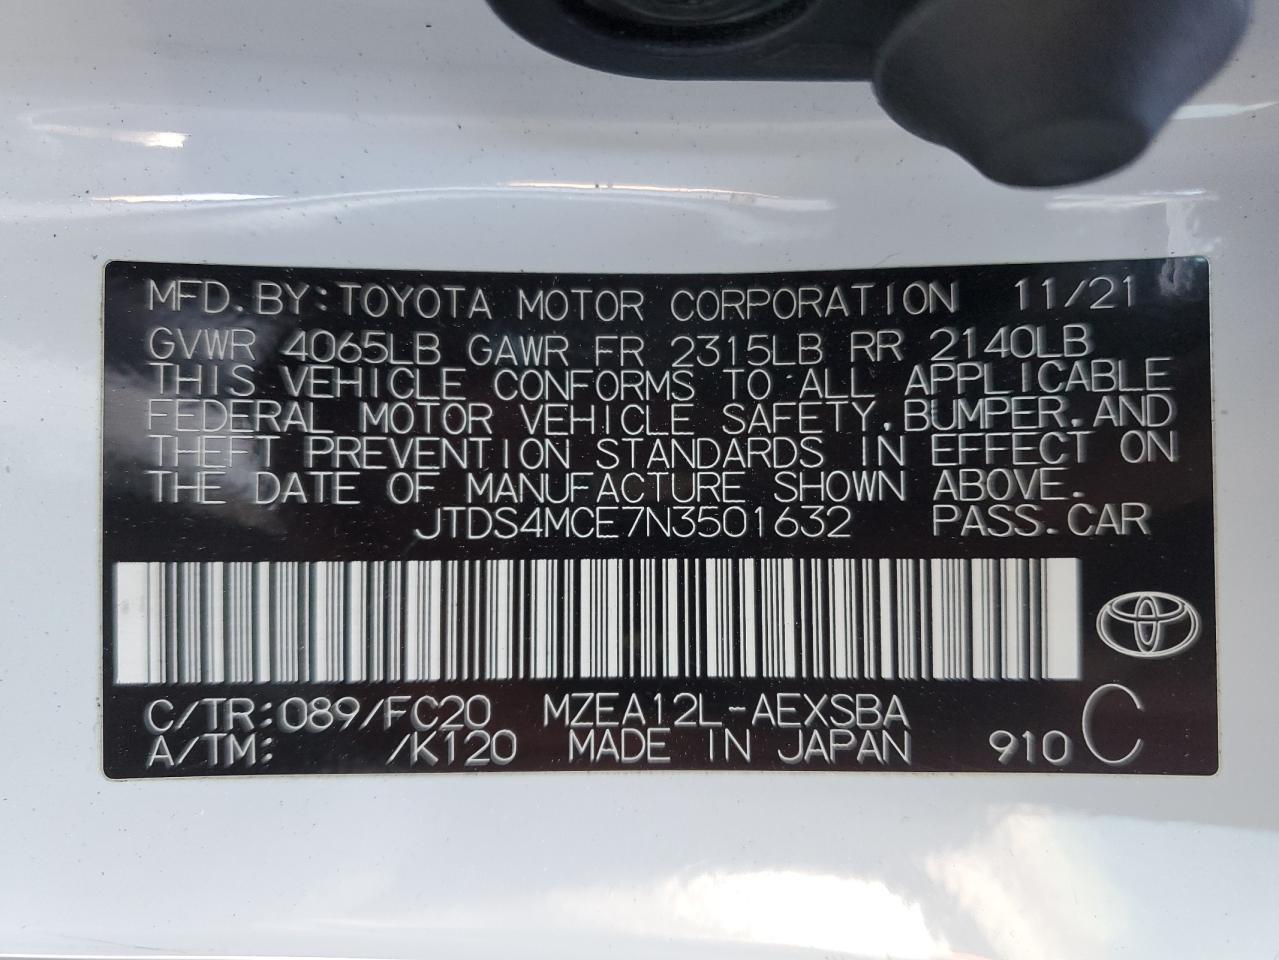 MFD. BY: TOYOTA MOTOR CORPORATION 11/21
GVWR 4065LB GAWR FR 2315LB RR 2140LB
THIS VEHICLE CONFORMS TO ALL APPLICABLE
FEDERAL MOTOR VEHICLE SAFETY, BUMPER, AND
THEFT PREVENTION STANDARDS IN EFFECT ON
THE DATE OF MANUFACTURE SHOWN ABOVE.
JTDS4MCE7N3501632 PASS. CAR
C/TR: 089/FC20 MZEA12L-AEXSBA
A/TM: /K120 MADE IN JAPAN 910 C